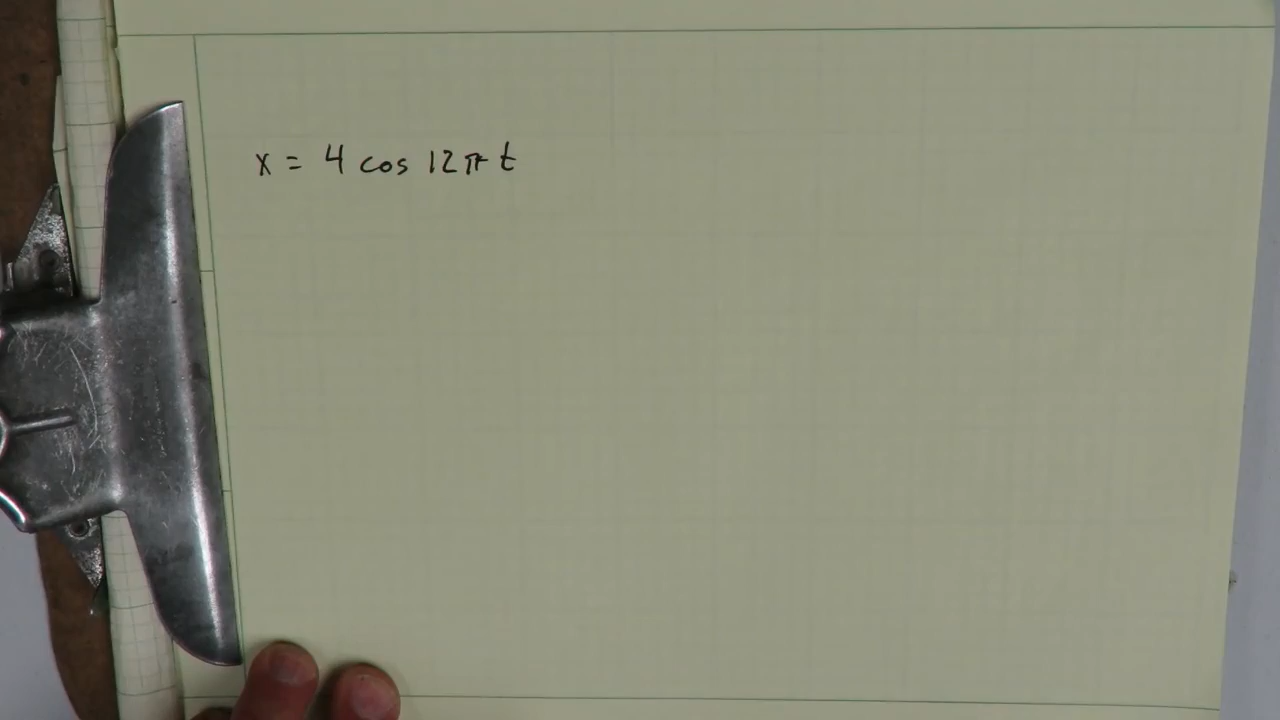 x = 4 cos 12π t